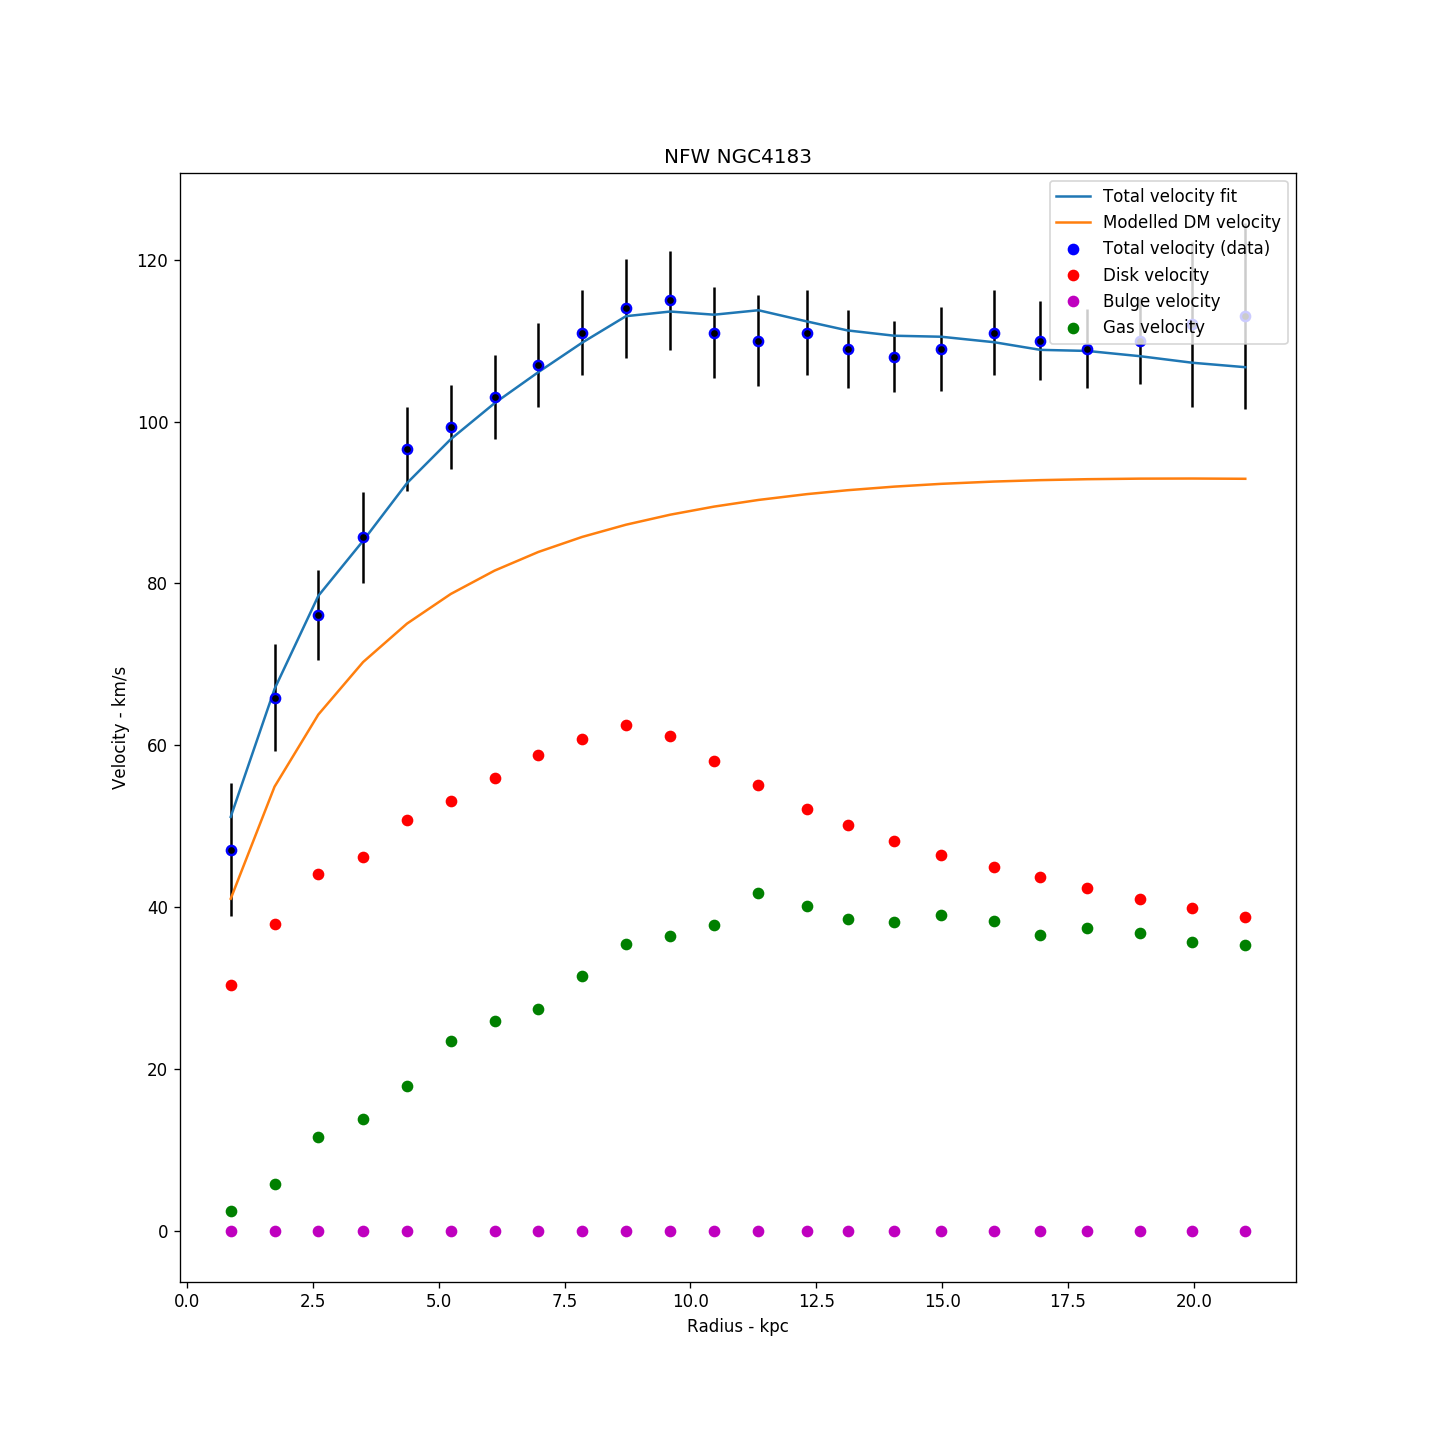 NFW NGC4183
Total velocity fit
Modelled DM velocity
Total velocity (data)
Disk velocity
Bulge velocity
Gas velocity
120
100
80
60
40
20
0
Velocity - km/s
0.0 2.5 5.0 7.5 10.0 12.5 15.0 17.5 20.0
Radius - kpc